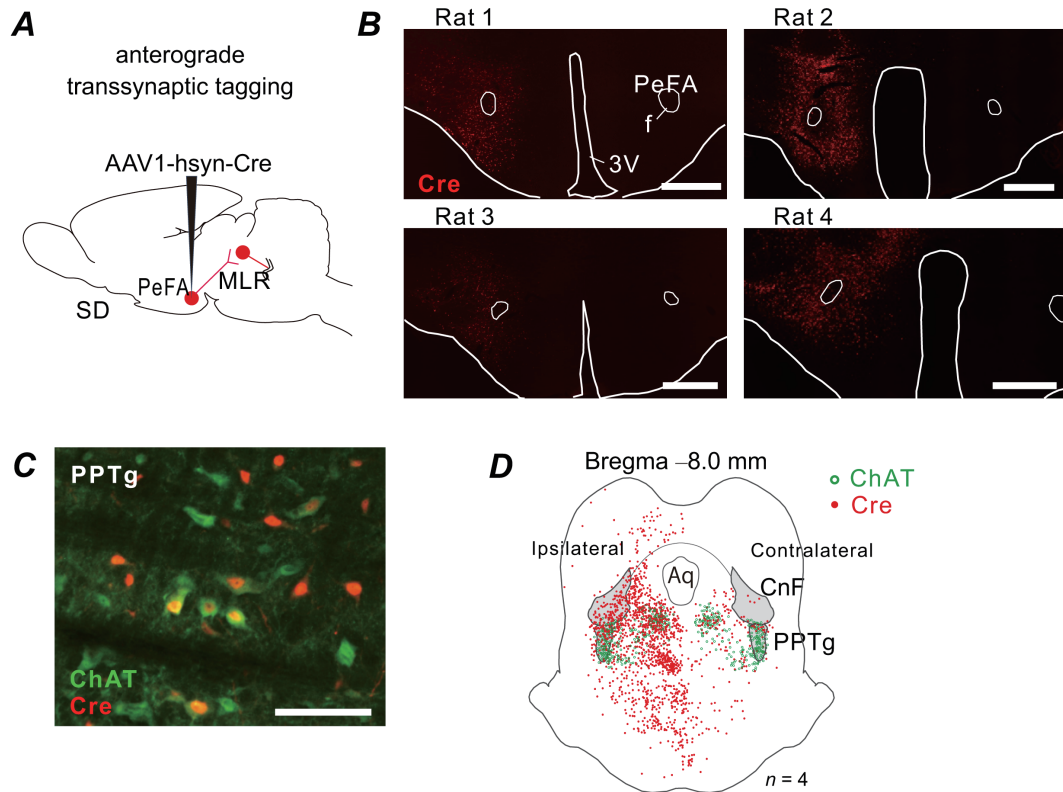 A
anterograde
transsynaptic tagging
AAV1-hsyn-Cre
PeFA
MLR
SD
B
Rat 1
PeFA
f
3V
Cre
Rat 2
Rat 3
Rat 4
C
PPTg
ChAT
Cre
D
Bregma –8.0 mm
ChAT
Cre
Ipsilateral
Contralateral
Aq
CnF
PPTg
n = 4